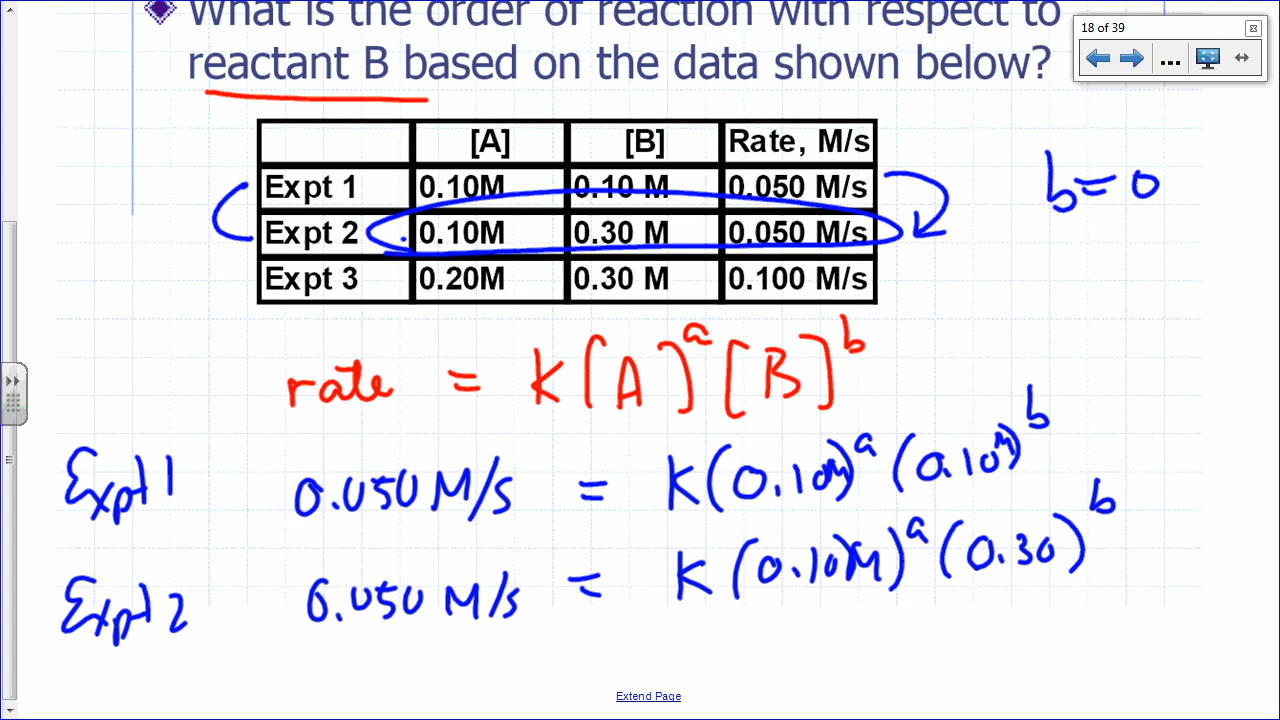 What is the order of reaction with respect to
reactant B based on the data shown below?
18 of 39
[A] [B] Rate, M/s
Expt 1 0.10M 0.10 M 0.050 M/s
Expt 2 0.10M 0.30 M 0.050 M/s
Expt 3 0.20M 0.30 M 0.100 M/s
b = 0
rate = K[A]^a [B]^b
Expt 1 0.050 M/s = K(0.10M)^a (0.10M)^b
Expt 2 0.050 M/s = K(0.10M)^a (0.30)^b
Extend Page